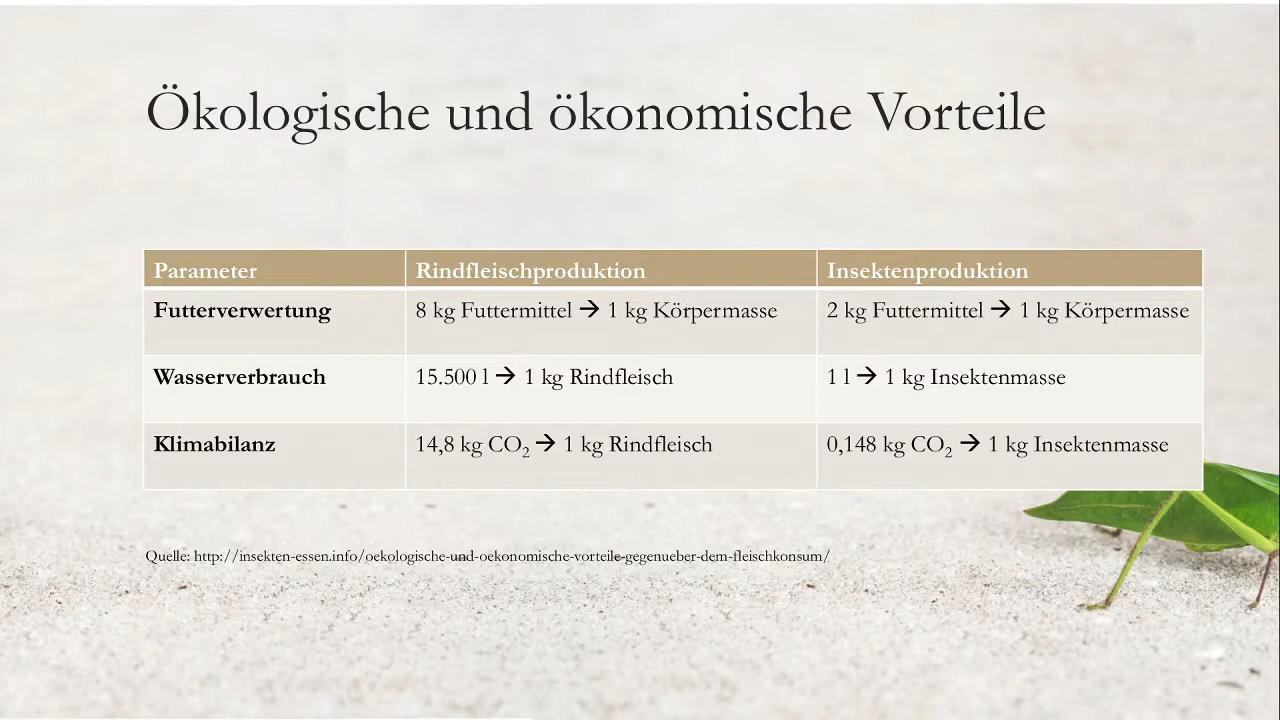 Ökologische und ökonomische Vorteile
Parameter Rindfleischproduktion Insektenproduktion
Futterverwertung 8 kg Futtermittel → 1 kg Körpermasse 2 kg Futtermittel → 1 kg Körpermasse
Wasserverbrauch 15.500 l → 1 kg Rindfleisch 1 l → 1 kg Insektenmasse
Klimabilanz 14,8 kg CO₂ → 1 kg Rindfleisch 0,148 kg CO₂ → 1 kg Insektenmasse
Quelle: http://insekten-essen.info/oekologische-und-oekonomische-vorteile-gegenueber-dem-fleischkonsum/